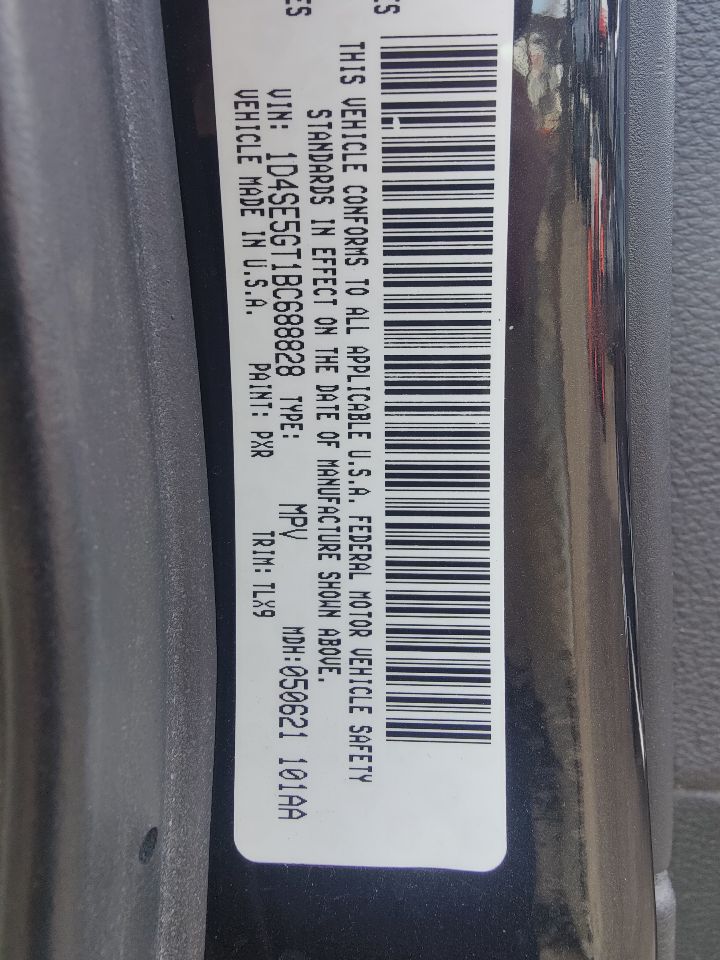 THIS VEHICLE CONFORMS TO ALL APPLICABLE U.S.A. FEDERAL MOTOR VEHICLE SAFETY
STANDARDS IN EFFECT ON THE DATE OF MANUFACTURE SHOWN ABOVE.
VIN: 1D4SE5GT1BC688828 TYPE: MPV MDH:050621 101AA
VEHICLE MADE IN U.S.A. PAINT: PXR TRIM: TLX9